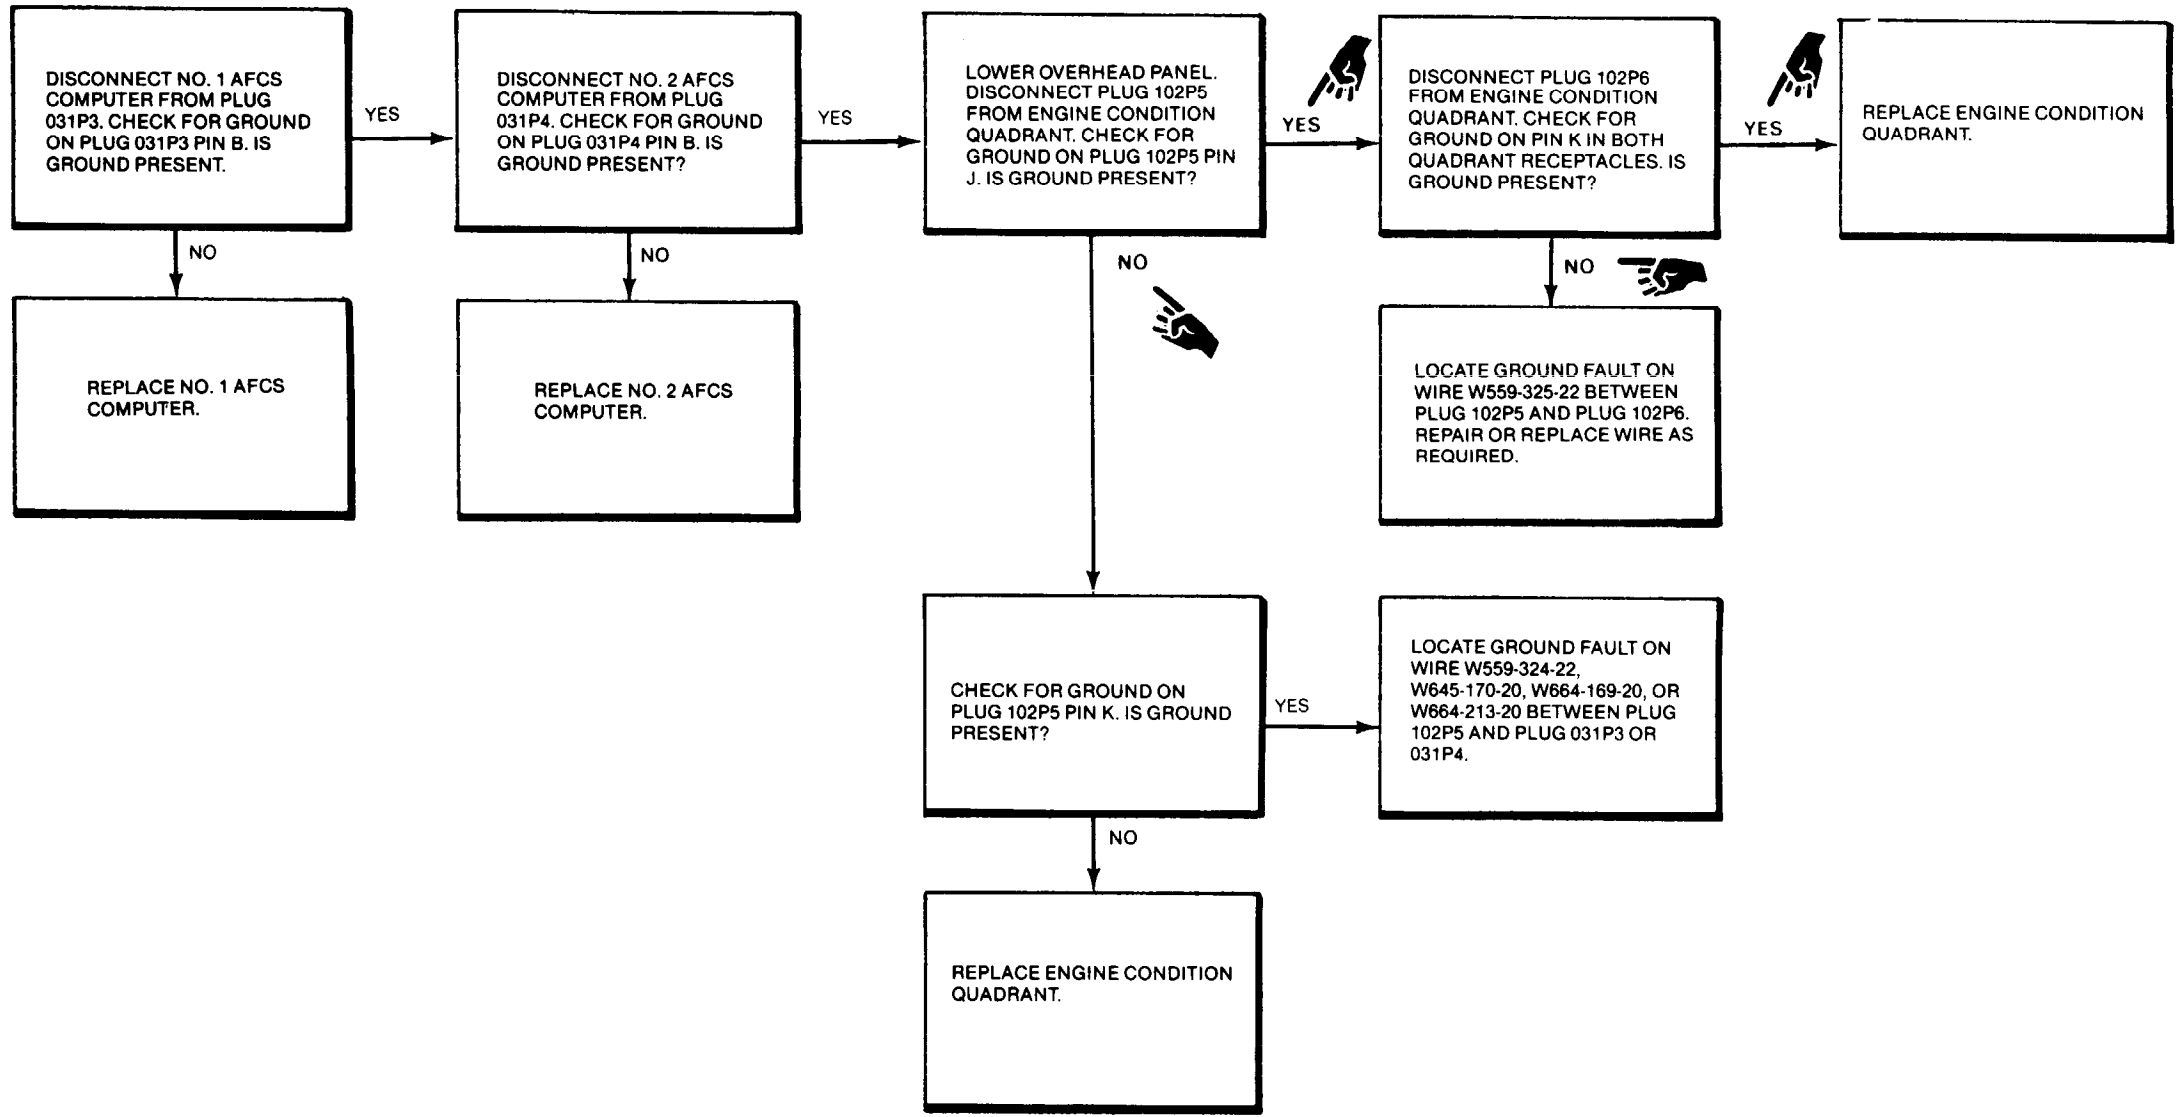 DISCONNECT NO. 1 AFCS
COMPUTER FROM PLUG
031P3. CHECK FOR GROUND
ON PLUG 031P3 PIN B. IS
GROUND PRESENT.
YES
NO
REPLACE NO. 1 AFCS
COMPUTER.
DISCONNECT NO. 2 AFCS
COMPUTER FROM PLUG
031P4. CHECK FOR GROUND
ON PLUG 031P4 PIN B. IS
GROUND PRESENT?
YES
NO
REPLACE NO. 2 AFCS
COMPUTER.
LOWER OVERHEAD PANEL.
DISCONNECT PLUG 102P5
FROM ENGINE CONDITION
QUADRANT. CHECK FOR
GROUND ON PLUG 102P5 PIN
J. IS GROUND PRESENT?
YES
NO
DISCONNECT PLUG 102P6
FROM ENGINE CONDITION
QUADRANT. CHECK FOR
GROUND ON PIN K IN BOTH
QUADRANT RECEPTACLES. IS
GROUND PRESENT?
YES
NO
REPLACE ENGINE CONDITION
QUADRANT.
LOCATE GROUND FAULT ON
WIRE W559-325-22 BETWEEN
PLUG 102P5 AND PLUG 102P6.
REPAIR OR REPLACE WIRE AS
REQUIRED.
CHECK FOR GROUND ON
PLUG 102P5 PIN K. IS GROUND
PRESENT?
YES
NO
LOCATE GROUND FAULT ON
WIRE W559-324-22,
W645-170-20, W664-169-20, OR
W664-213-20 BETWEEN PLUG
102P5 AND PLUG 031P3 OR
031P4.
REPLACE ENGINE CONDITION
QUADRANT.